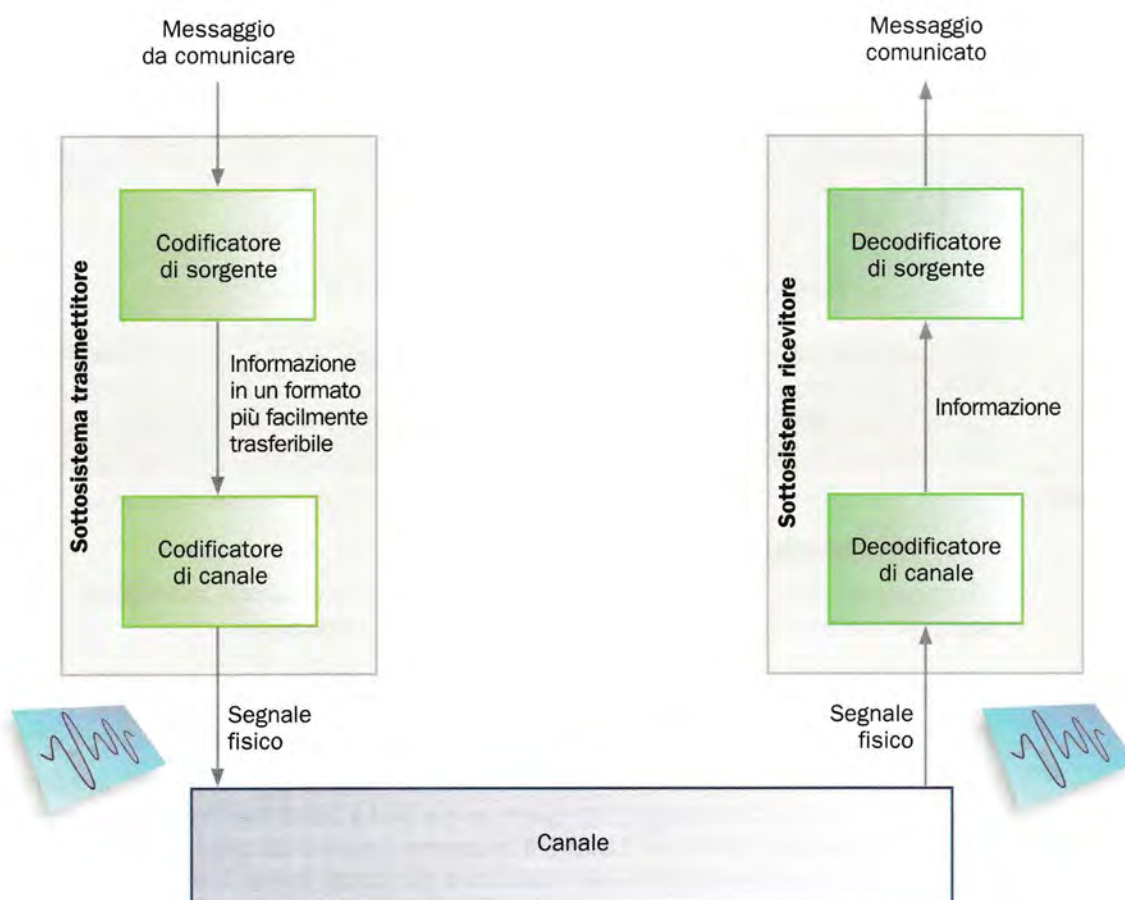 Messaggio
da comunicare
Sottosistema trasmettitore
Codificatore
di sorgente
Informazione
in un formato
più facilmente
trasferibile
Codificatore
di canale
Segnale
fisico
Canale
Segnale
fisico
Sottosistema ricevitore
Decodificatore
di canale
Informazione
Decodificatore
di sorgente
Messaggio
comunicato